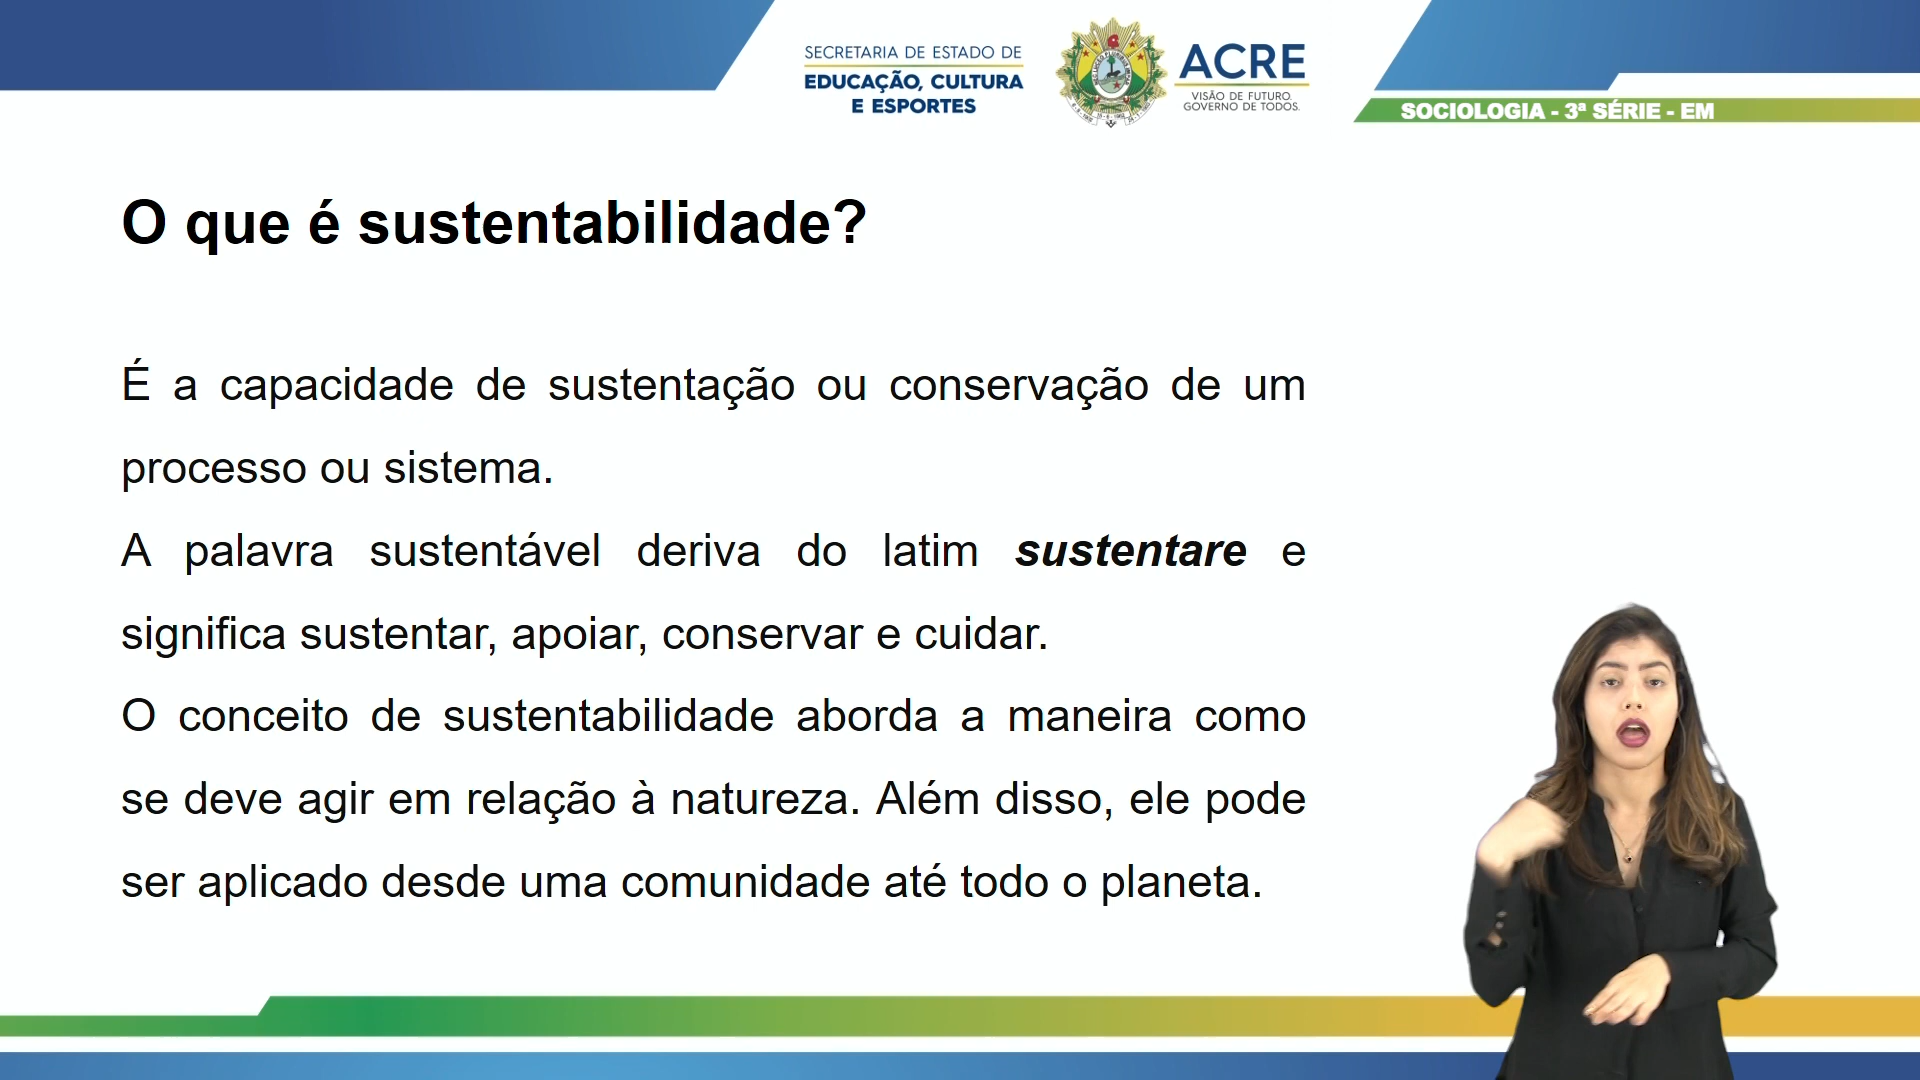 SECRETARIA DE ESTADO DE
EDUCAÇÃO, CULTURA
E ESPORTES
ACRE
VISÃO DE FUTURO.
GOVERNO DE TODOS.
SOCIOLOGIA - 3ª SÉRIE - EM
O que é sustentabilidade?
É a capacidade de sustentação ou conservação de um
processo ou sistema.
A palavra sustentável deriva do latim sustentare e
significa sustentar, apoiar, conservar e cuidar.
O conceito de sustentabilidade aborda a maneira como
se deve agir em relação à natureza. Além disso, ele pode
ser aplicado desde uma comunidade até todo o planeta.